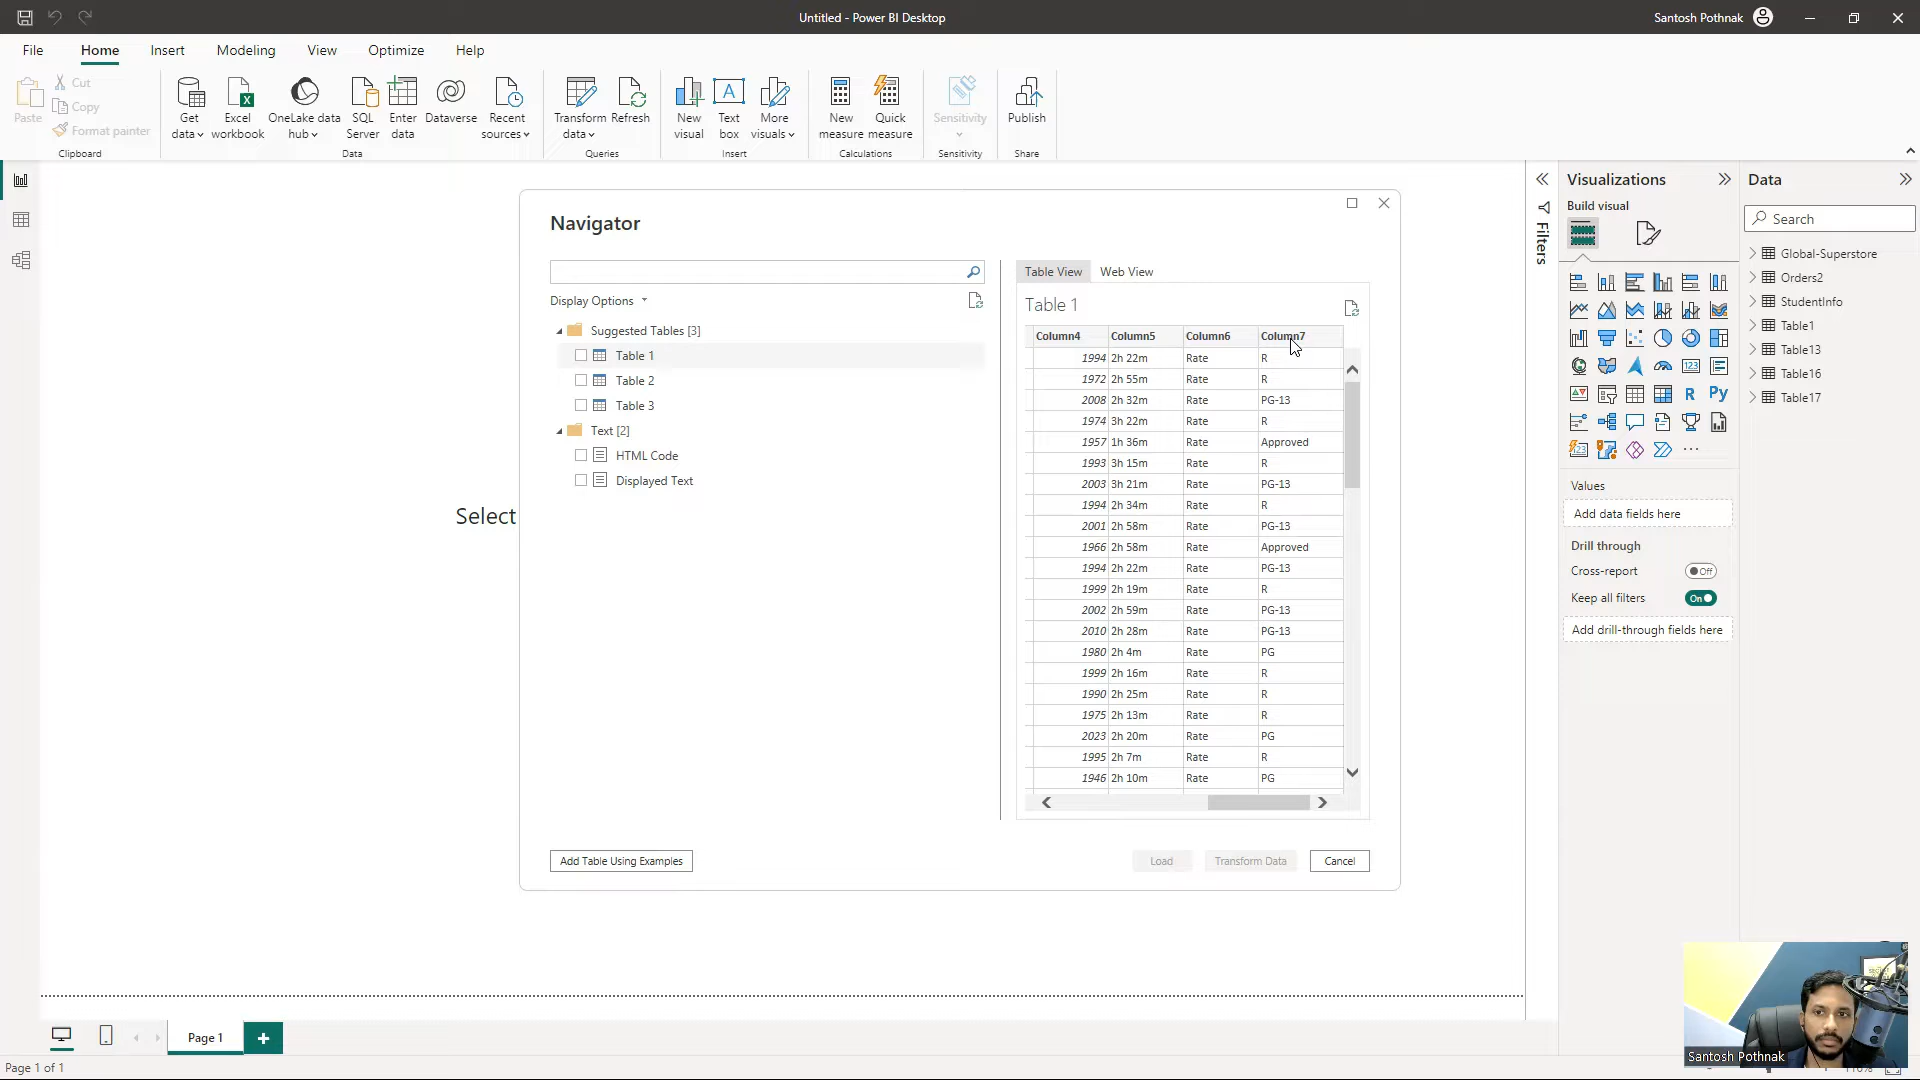 Untitled - Power BI Desktop
Santosh Pothnak
File
Home
Insert
Modeling
View
Optimize
Help
Paste
Cut
Copy
Format painter
Clipboard
Get data
Excel workbook
OneLake data hub
SQL Server
Enter data
Dataverse
Recent sources
Data
Transform data
Refresh
Queries
New visual
Text box
More visuals
Insert
New measure
Quick measure
Calculations
Sensitivity
Sensitivity
Publish
Share
Select
Navigator
Display Options
Suggested Tables [3]
Table 1
Table 2
Table 3
Text [2]
HTML Code
Displayed Text
Table View
Web View
Table 1
Column4 Column5 Column6 Column7
1994 2h 22m Rate R
1972 2h 55m Rate R
2008 2h 32m Rate PG-13
1974 3h 22m Rate R
1957 1h 36m Rate Approved
1993 3h 15m Rate R
2003 3h 21m Rate PG-13
1994 2h 34m Rate R
2001 2h 58m Rate PG-13
1966 2h 58m Rate Approved
1994 2h 22m Rate PG-13
1999 2h 19m Rate R
2002 2h 59m Rate PG-13
2010 2h 28m Rate PG-13
1980 2h 4m Rate PG
1999 2h 16m Rate R
1990 2h 25m Rate R
1975 2h 13m Rate R
2023 2h 20m Rate PG
1995 2h 7m Rate R
1946 2h 10m Rate PG
Add Table Using Examples
Load
Transform Data
Cancel
Filters
Visualizations
Build visual
123
R
Py
123
Values
Add data fields here
Drill through
Cross-report
Off
Keep all filters
On
Add drill-through fields here
Data
Search
Global-Superstore
Orders2
StudentInfo
Table1
Table13
Table16
Table17
Page 1
Page 1 of 1
Santosh Pothnak